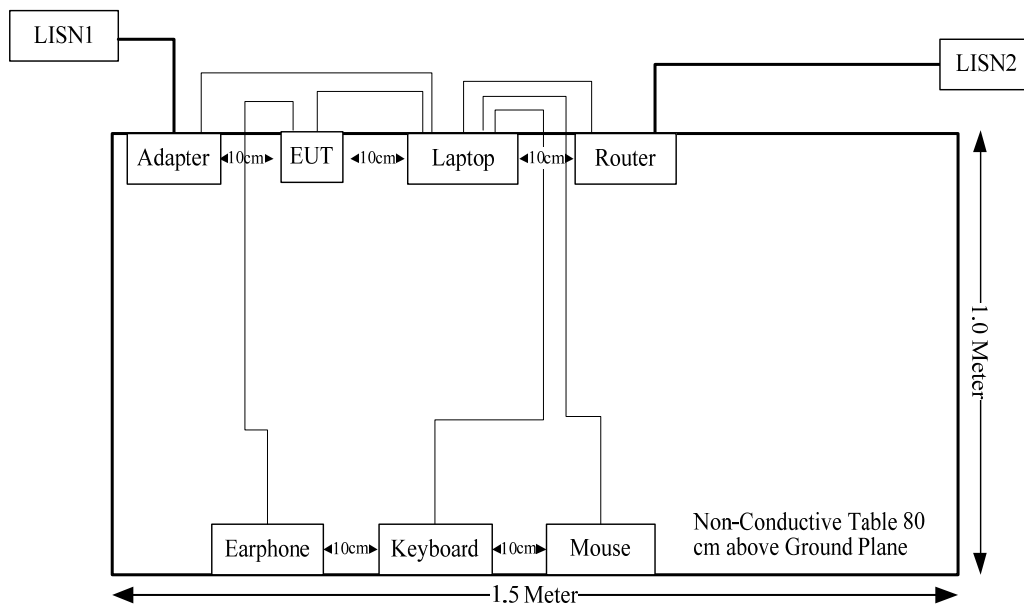 LISN1
LISN2
Adapter
10cm
EUT
10cm
Laptop
10cm
Router
1.0 Meter
Earphone
10cm
Keyboard
10cm
Mouse
Non-Conductive Table 80
cm above Ground Plane
1.5 Meter